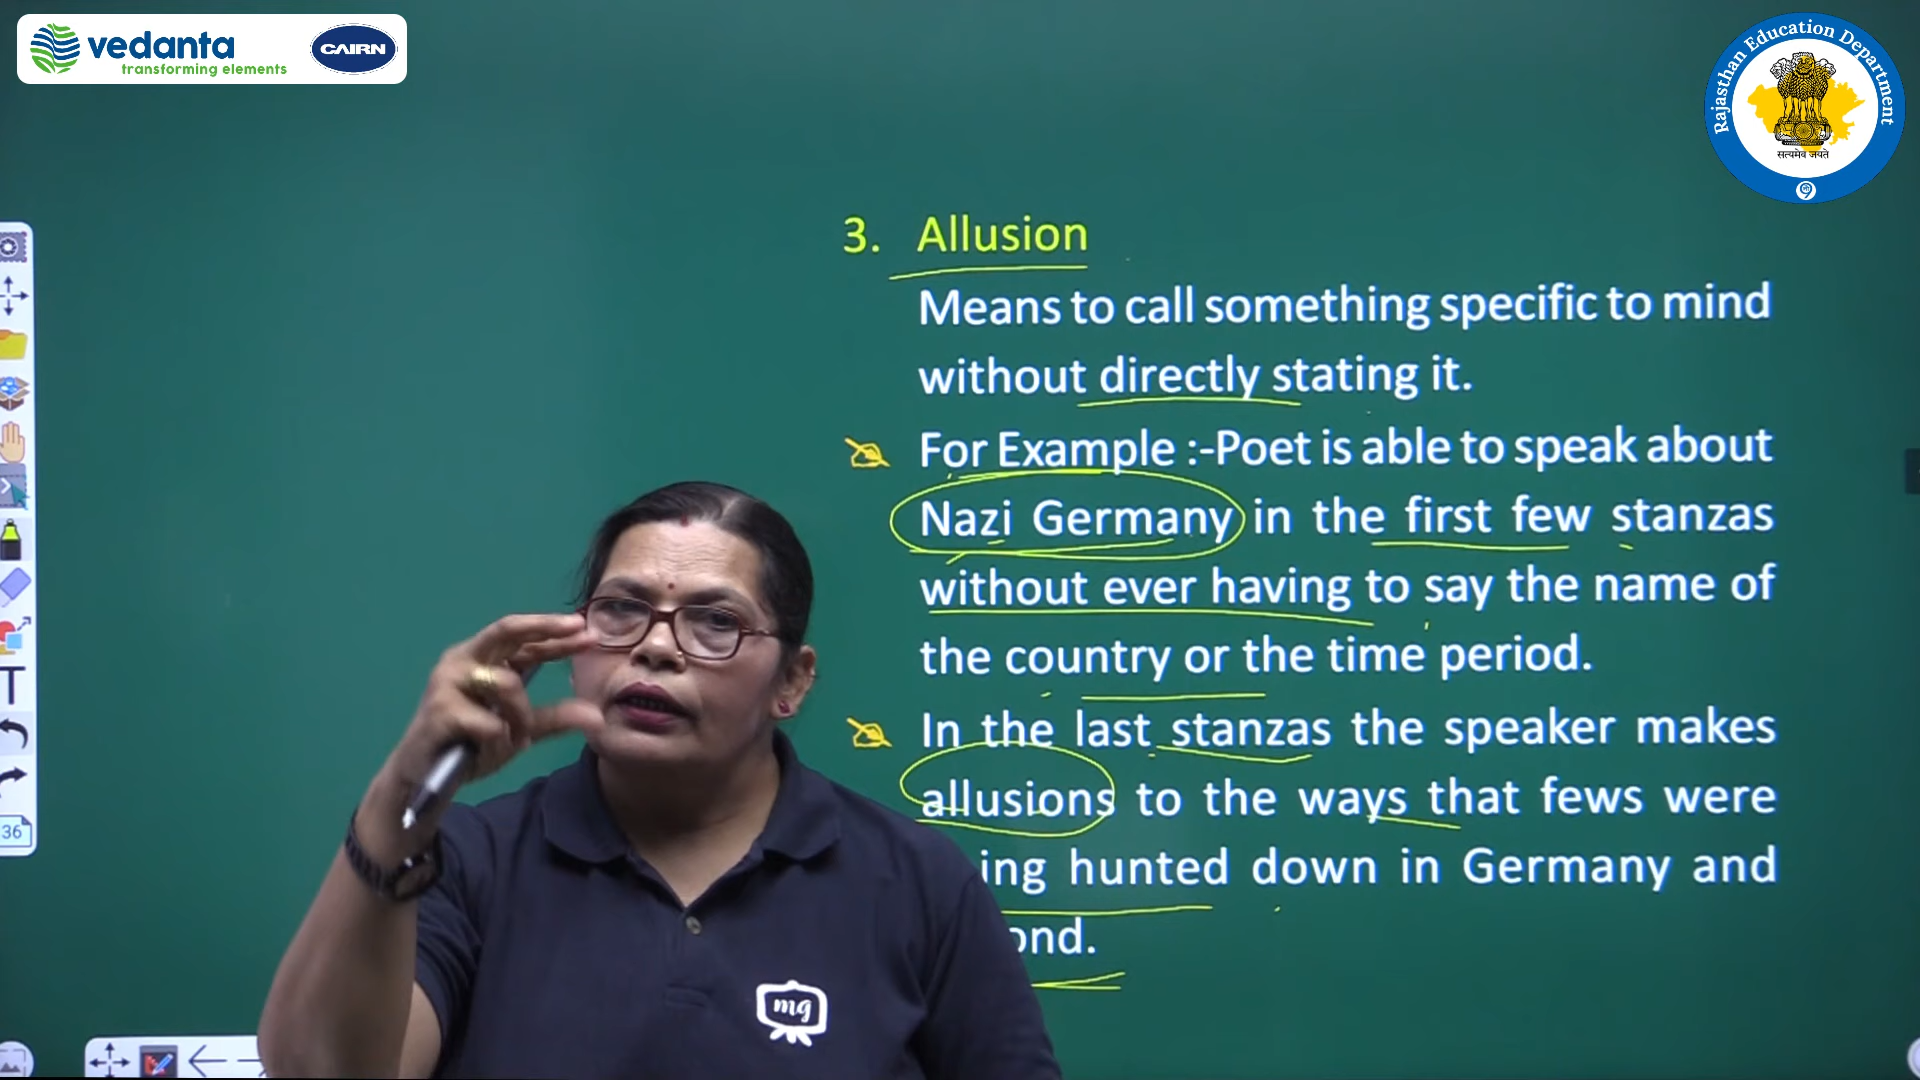 vedanta
transforming elements
CAIRN
Rajasthan Education Department
सत्यमेव जयते
3. Allusion
Means to call something specific to mind
without directly stating it.
For Example :-Poet is able to speak about
Nazi Germany in the first few stanzas
without ever having to say the name of
the country or the time period.
In the last stanzas the speaker makes
allusions to the ways that fews were
ing hunted down in Germany and
ond.
T
36
mg